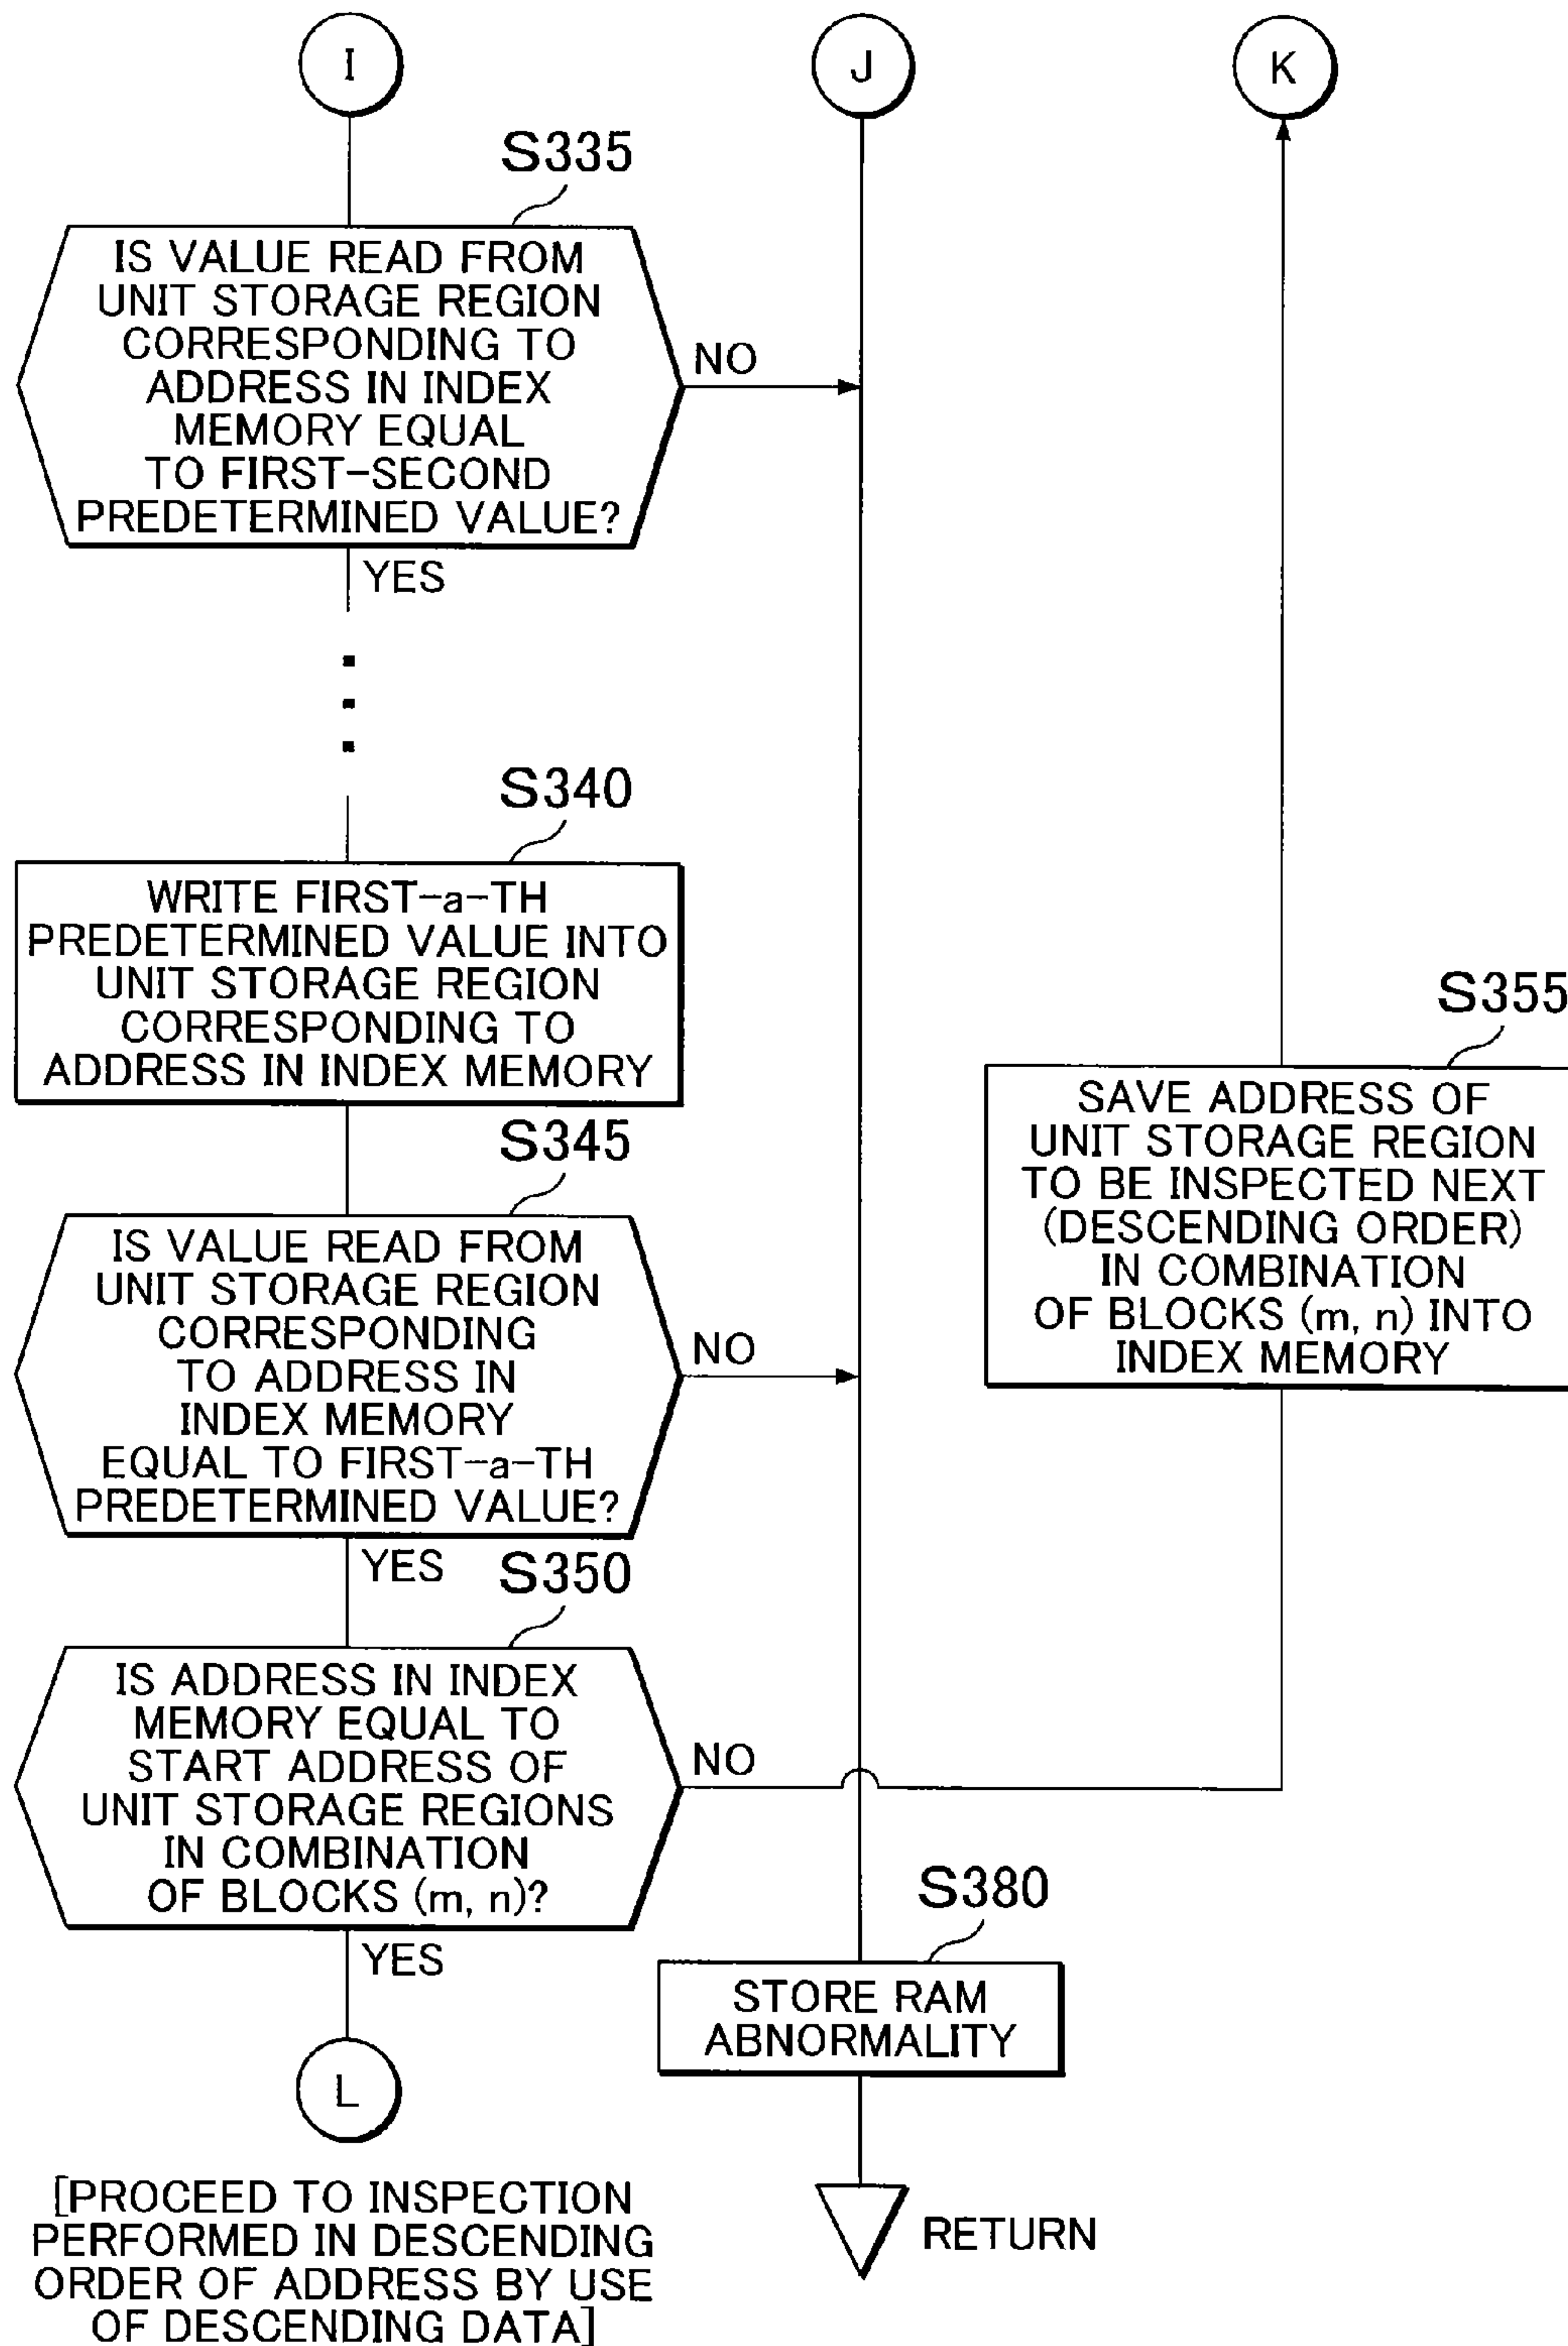 I
J
K
S335
IS VALUE READ FROM
UNIT STORAGE REGION
CORRESPONDING TO
ADDRESS IN INDEX
MEMORY EQUAL
TO FIRST-SECOND
PREDETERMINED VALUE?
NO
YES
S340
WRITE FIRST-a-TH
PREDETERMINED VALUE INTO
UNIT STORAGE REGION
CORRESPONDING TO
ADDRESS IN INDEX MEMORY
S355
SAVE ADDRESS OF
UNIT STORAGE REGION
TO BE INSPECTED NEXT
(DESCENDING ORDER)
IN COMBINATION
OF BLOCKS (m, n) INTO
INDEX MEMORY
S345
IS VALUE READ FROM
UNIT STORAGE REGION
CORRESPONDING
TO ADDRESS IN
INDEX MEMORY
EQUAL TO FIRST-a-TH
PREDETERMINED VALUE?
NO
YES
S350
IS ADDRESS IN INDEX
MEMORY EQUAL TO
START ADDRESS OF
UNIT STORAGE REGIONS
IN COMBINATION
OF BLOCKS (m, n)?
NO
YES
S380
STORE RAM
ABNORMALITY
L
RETURN
[PROCEED TO INSPECTION
PERFORMED IN DESCENDING
ORDER OF ADDRESS BY USE
OF DESCENDING DATA]